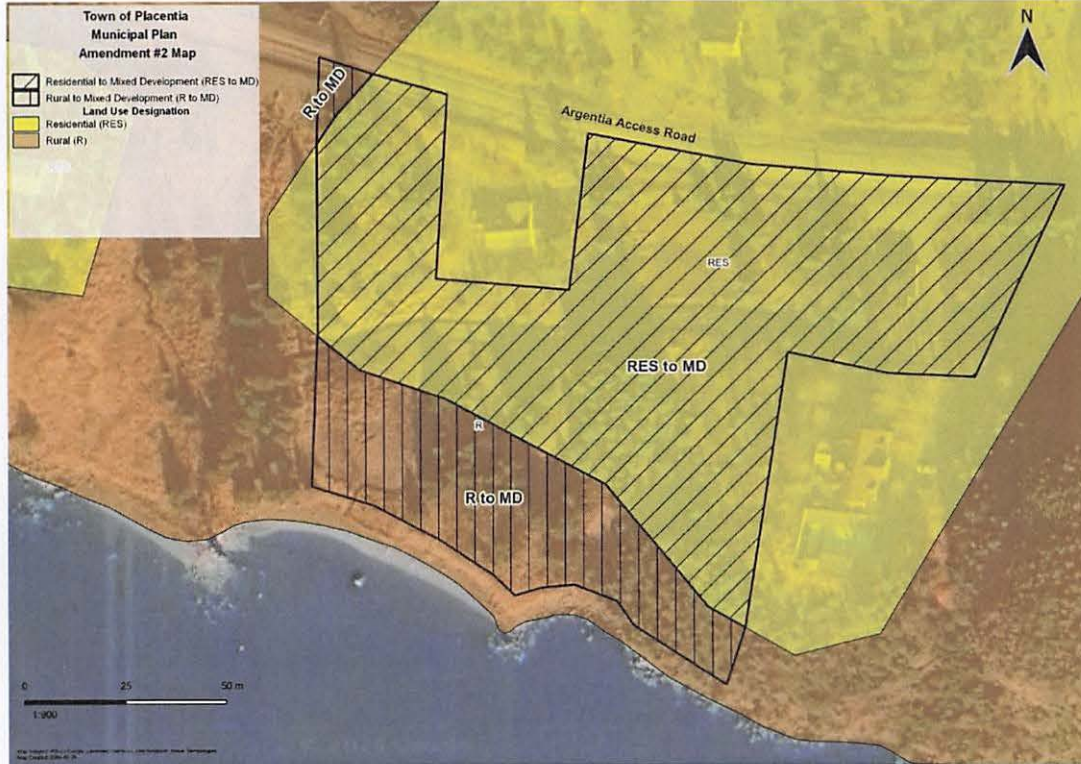 Town of Placentia
Municipal Plan
Amendment #2 Map
Residential to Mixed Development (RES to MD)
Rural to Mixed Development (R to MD)
Land Use Designation
Residential (RES)
Rural (R)
N
R to MD
Argentia Access Road
RES
RES to MD
R
R to MD
0 25 50 m
1:900